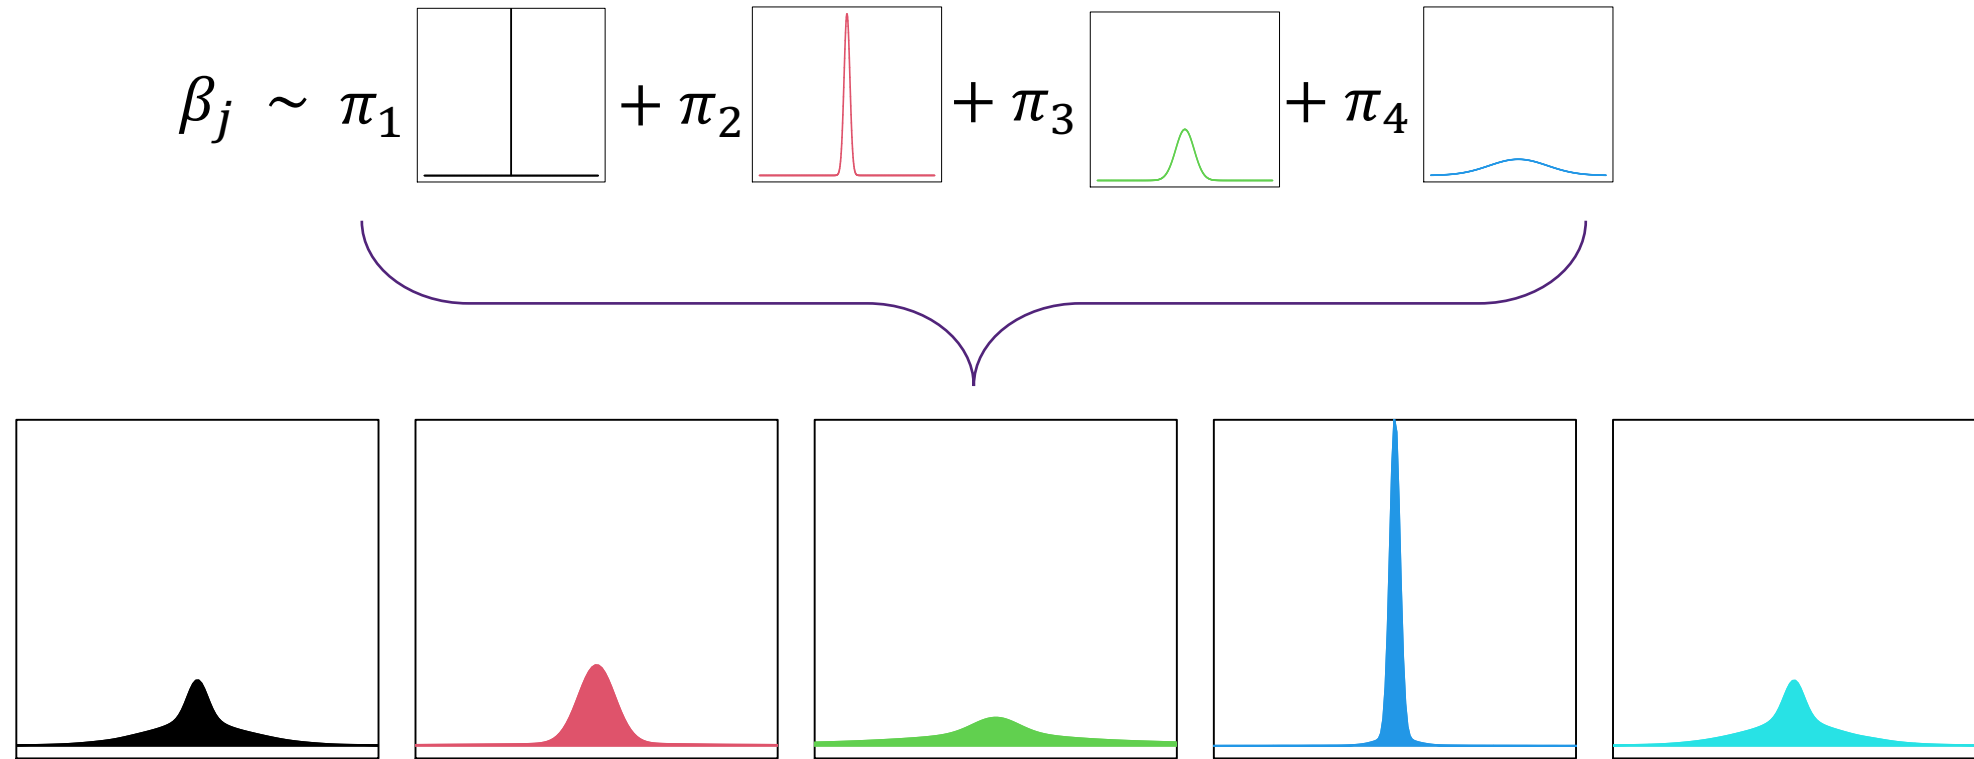 βⱼ ~ π₁ + π₂ + π₃ + π₄